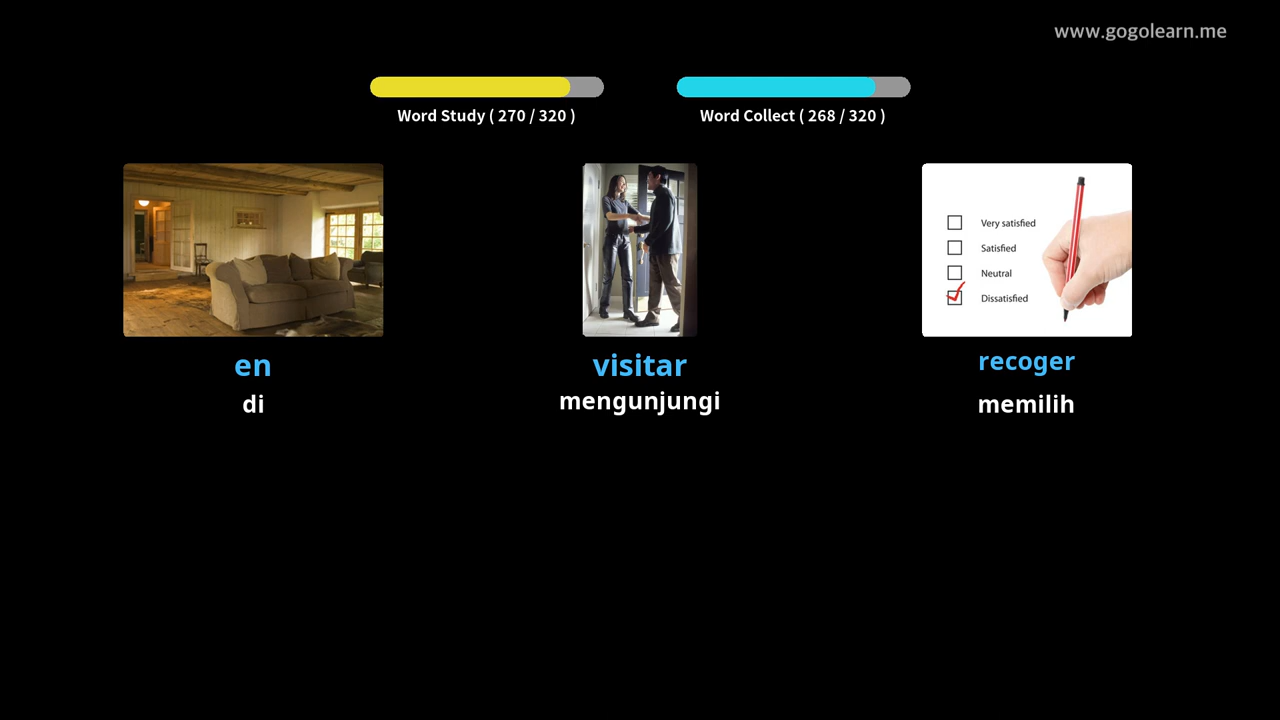 www.gogolearn.me
Word Study ( 270 / 320 )
Word Collect ( 268 / 320 )
Very satisfied
Satisfied
Neutral
Dissatisfied
en
visitar
recoger
di
mengunjungi
memilih